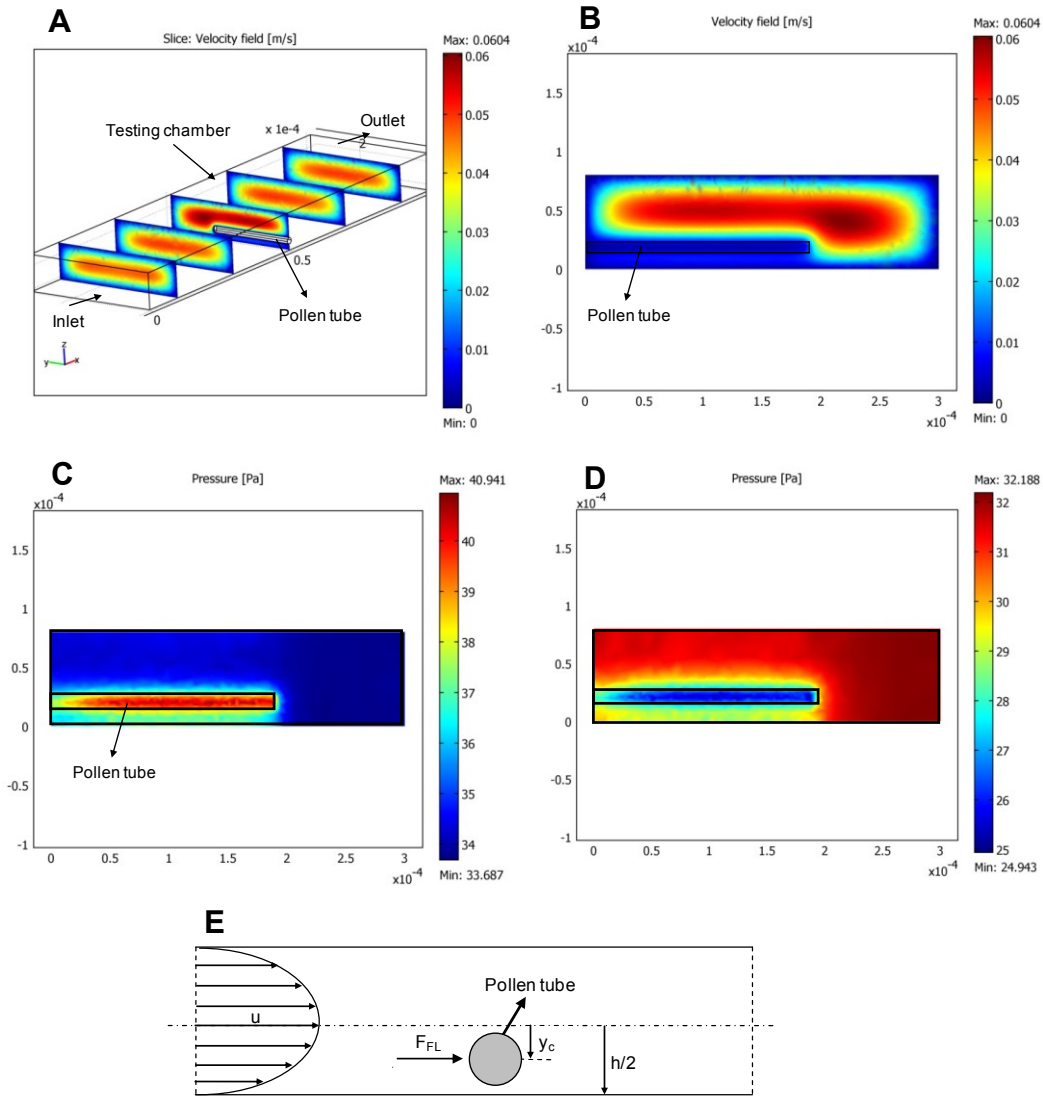 A
Slice: Velocity field [m/s]
Max: 0.0604
0.06
0.05
0.04
0.03
0.02
0.01
0
Min: 0
Testing chamber
x 1e-4
Outlet
2
0.5
Pollen tube
Inlet
0
z
y
x
B
Velocity field [m/s]
Max: 0.0604
x10-4
1.5
1
0.5
0
-0.5
-1
Pollen tube
0 0.5 1 1.5 2 2.5 3
x10-4
0.06
0.05
0.04
0.03
0.02
0.01
0
Min: 0
C
Pressure [Pa]
Max: 40.941
x10-4
1.5
1
0.5
0
-0.5
-1
Pollen tube
0 0.5 1 1.5 2 2.5 3
x10-4
40
39
38
37
36
35
34
Min: 33.687
D
Pressure [Pa]
Max: 32.188
x10-4
1.5
1
0.5
0
-0.5
-1
0 0.5 1 1.5 2 2.5 3
x10-4
32
31
30
29
28
27
26
25
Min: 24.943
E
Pollen tube
u
FFL
yc
h/2